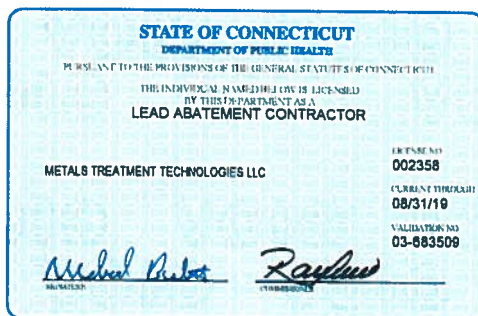 STATE OF CONNECTICUT
DEPARTMENT OF PUBLIC HEALTH
PURSUANT TO THE PROVISIONS OF THE GENERAL STATUTES OF CONNECTICUT
THE INDIVIDUAL NAMED BELOW IS LICENSED
BY THIS DEPARTMENT AS A
LEAD ABATEMENT CONTRACTOR
METALS TREATMENT TECHNOLOGIES LLC
LICENSE NO
002358
CURRENT THROUGH
08/31/19
VALIDATION NO
03-683509
SIGNATURE
COMMISSIONER